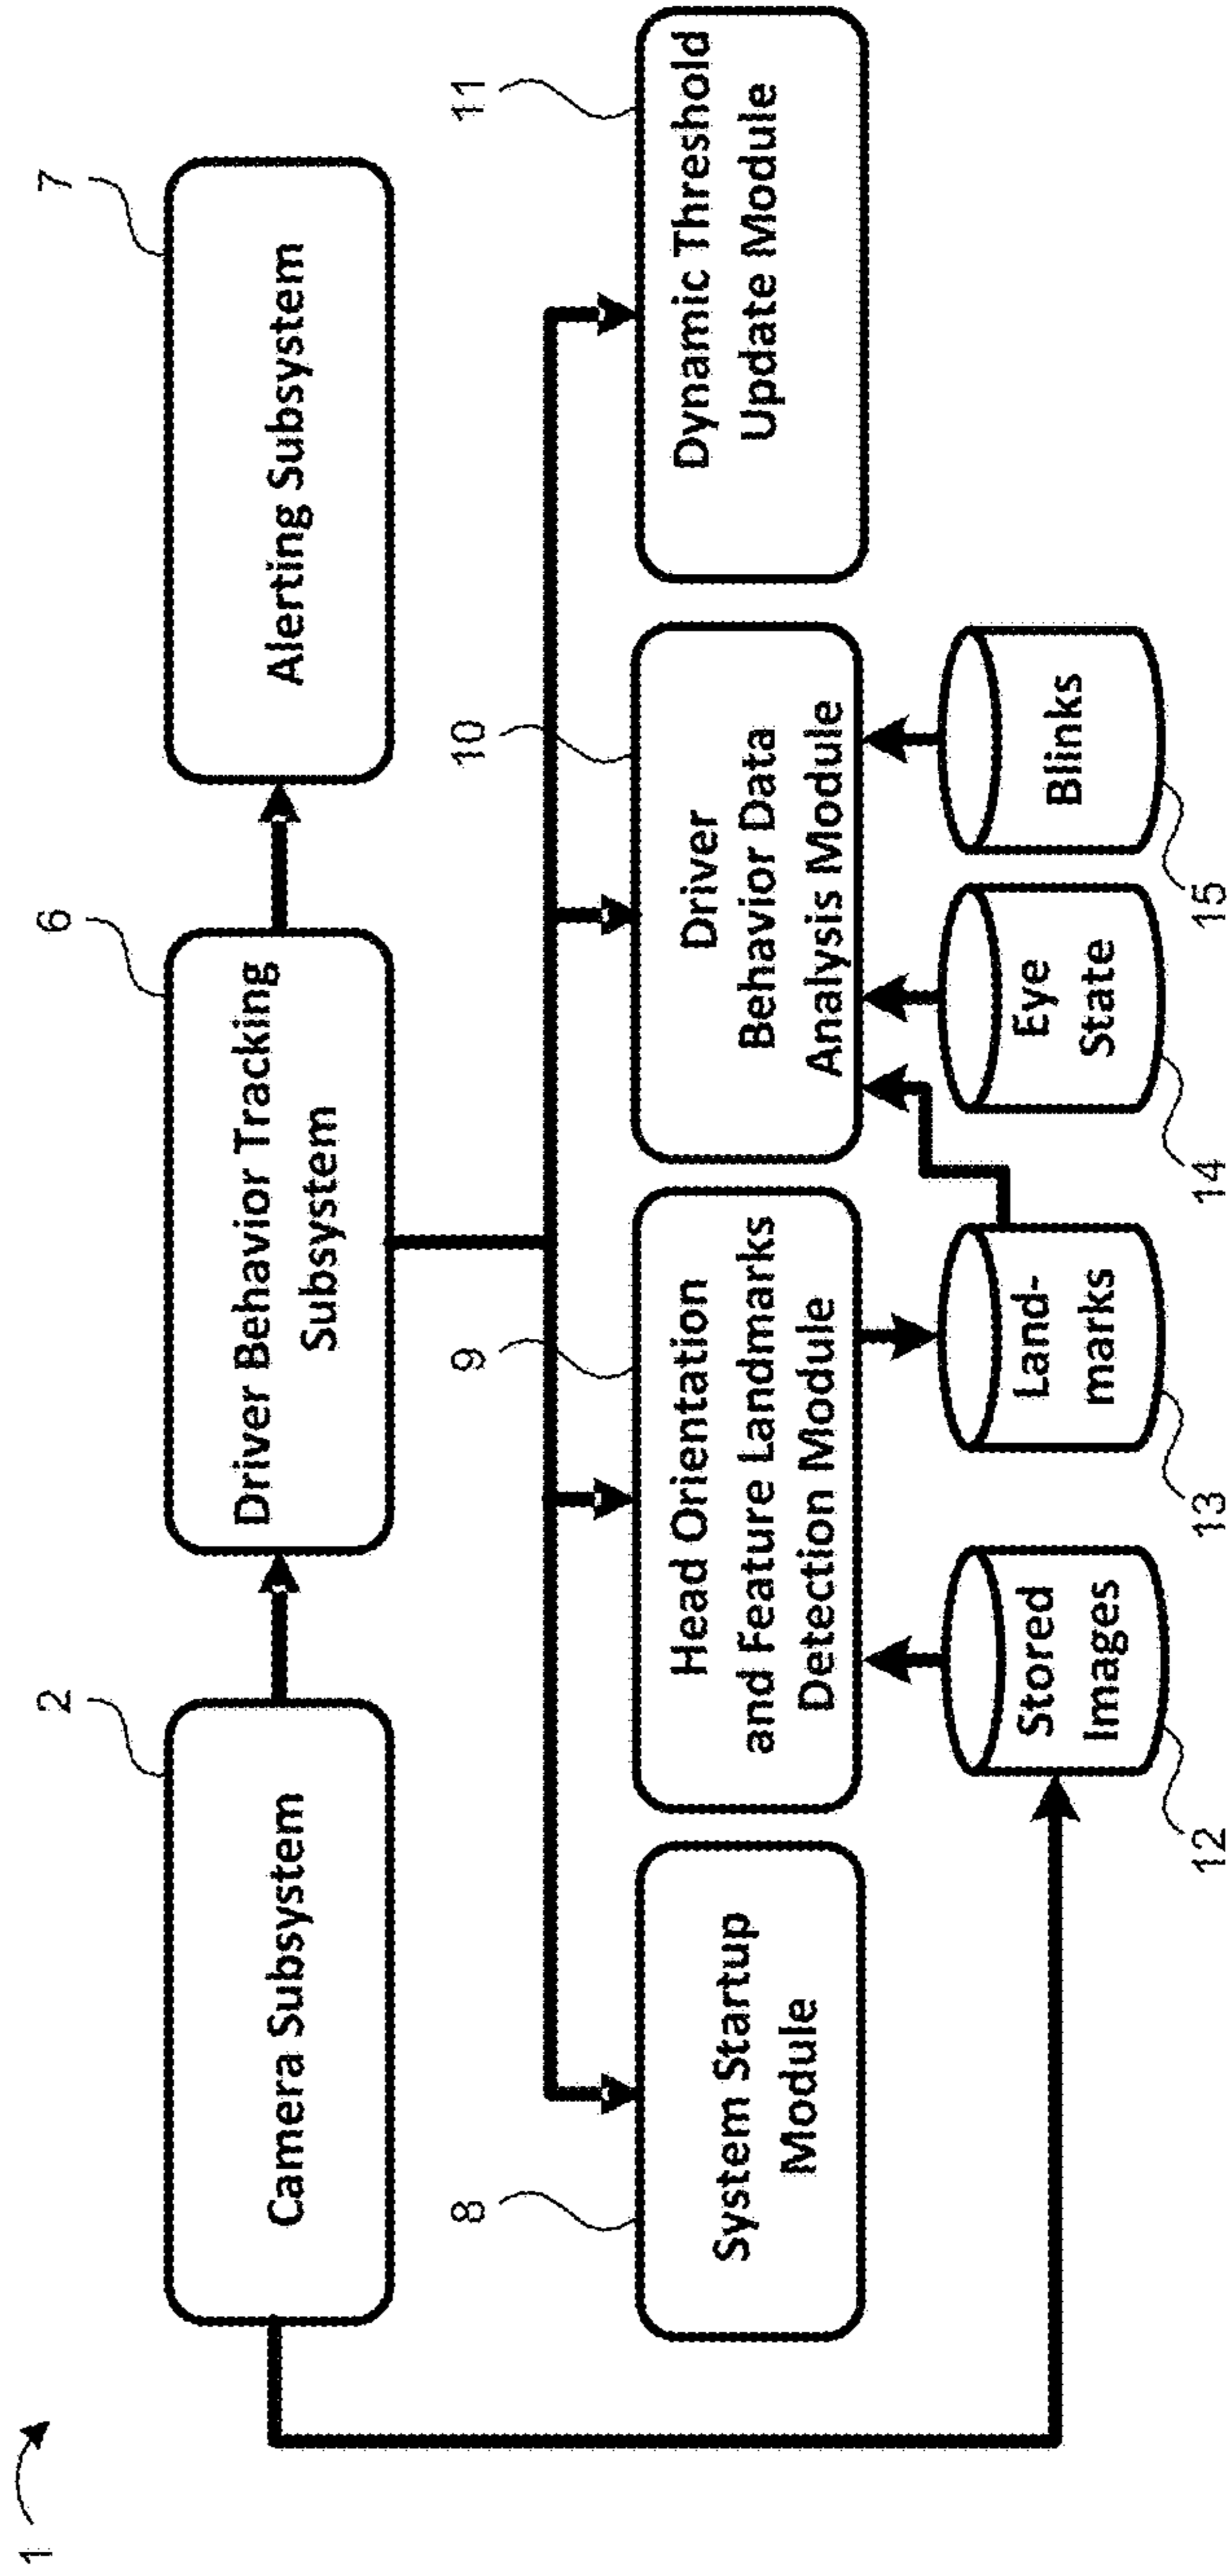 1
2
Camera Subsystem
6
Driver Behavior Tracking
Subsystem
7
Alerting Subsystem
8
System Startup
Module
9
Head Orientation
and Feature Landmarks
Detection Module
10
Driver
Behavior Data
Analysis Module
11
Dynamic Threshold
Update Module
Stored
Images
12
Land-
marks
13
Eye
State
14
Blinks
15